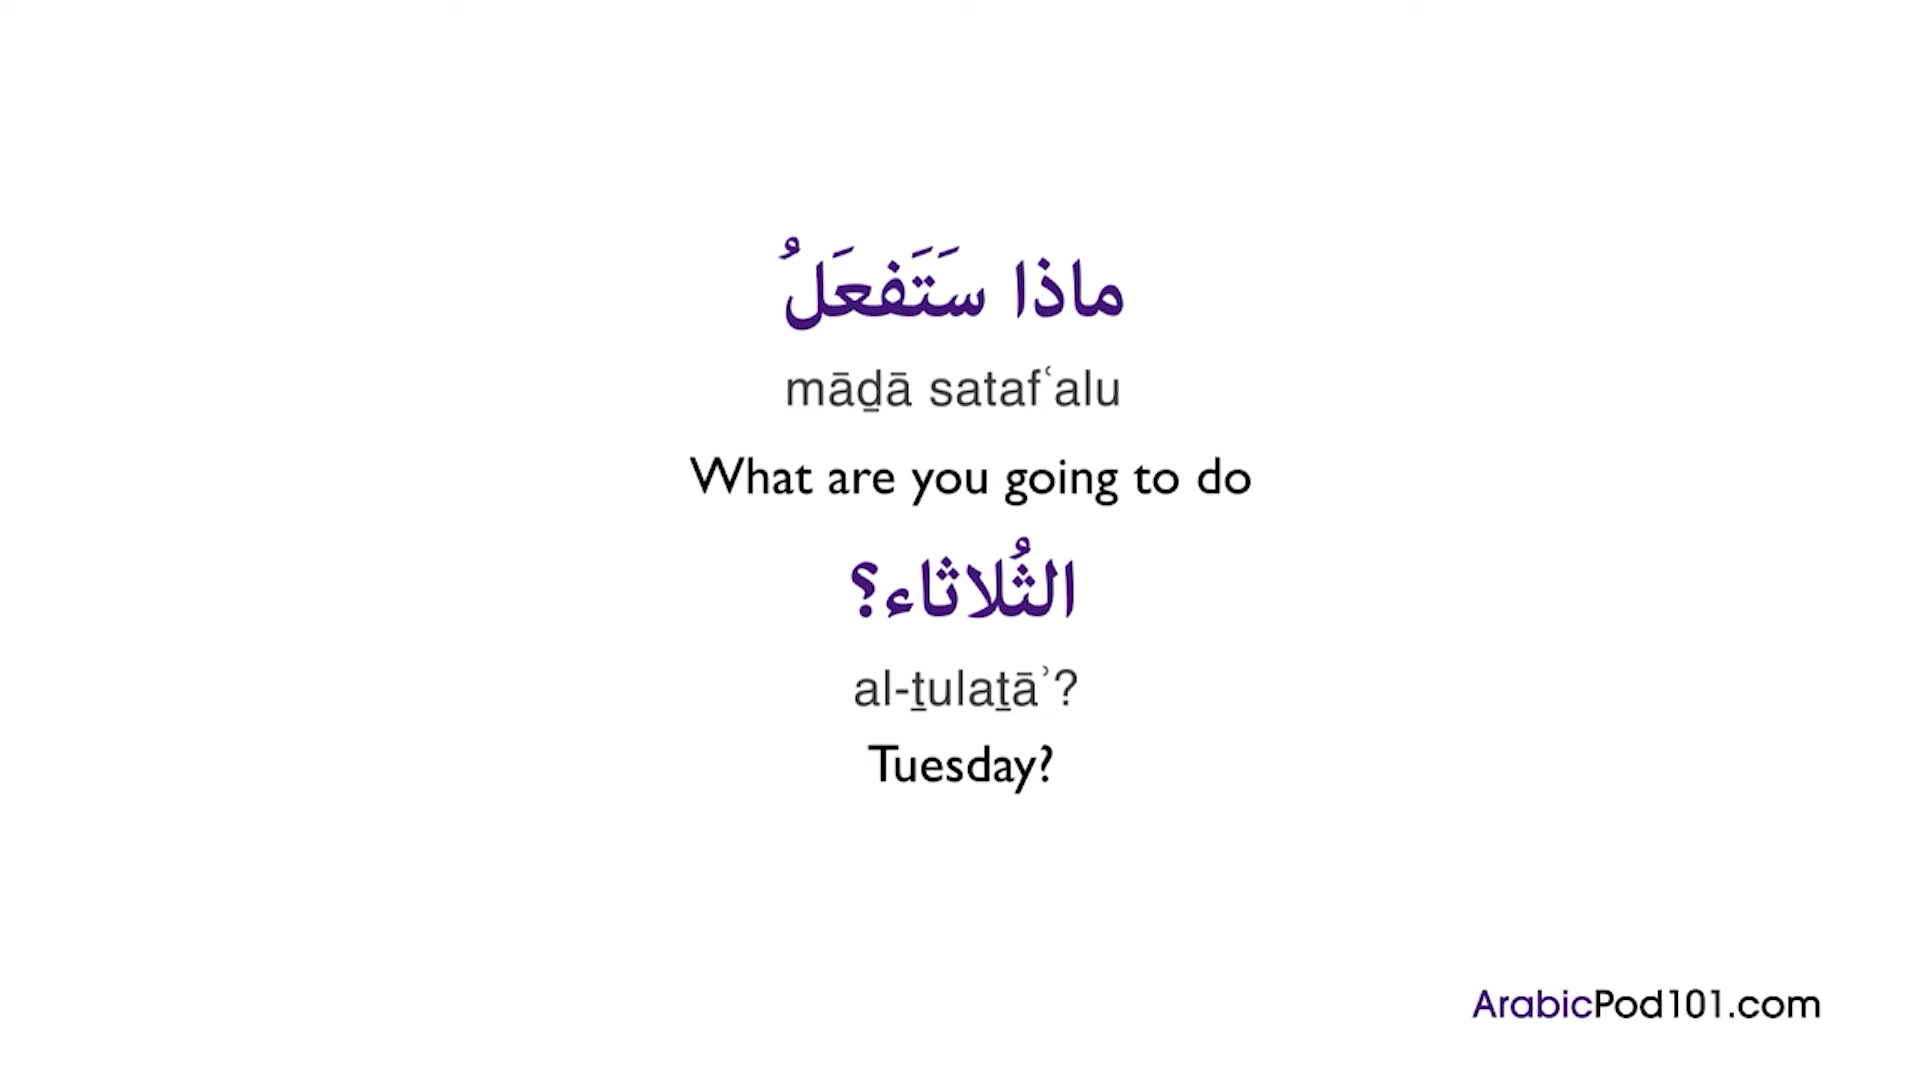 ماذا سَتَفعَلُ
māḏā satafʿalu
What are you going to do
الثُلاثاء؟
al-ṯulaṯāʾ?
Tuesday?
ArabicPod101.com